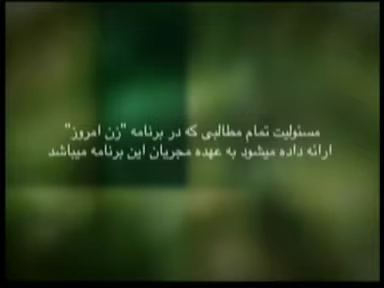 مسئولیت تمام مطالبی که در برنامه "زن امروز"
ارائه داده میشود به عهده مجریان این برنامه میباشد